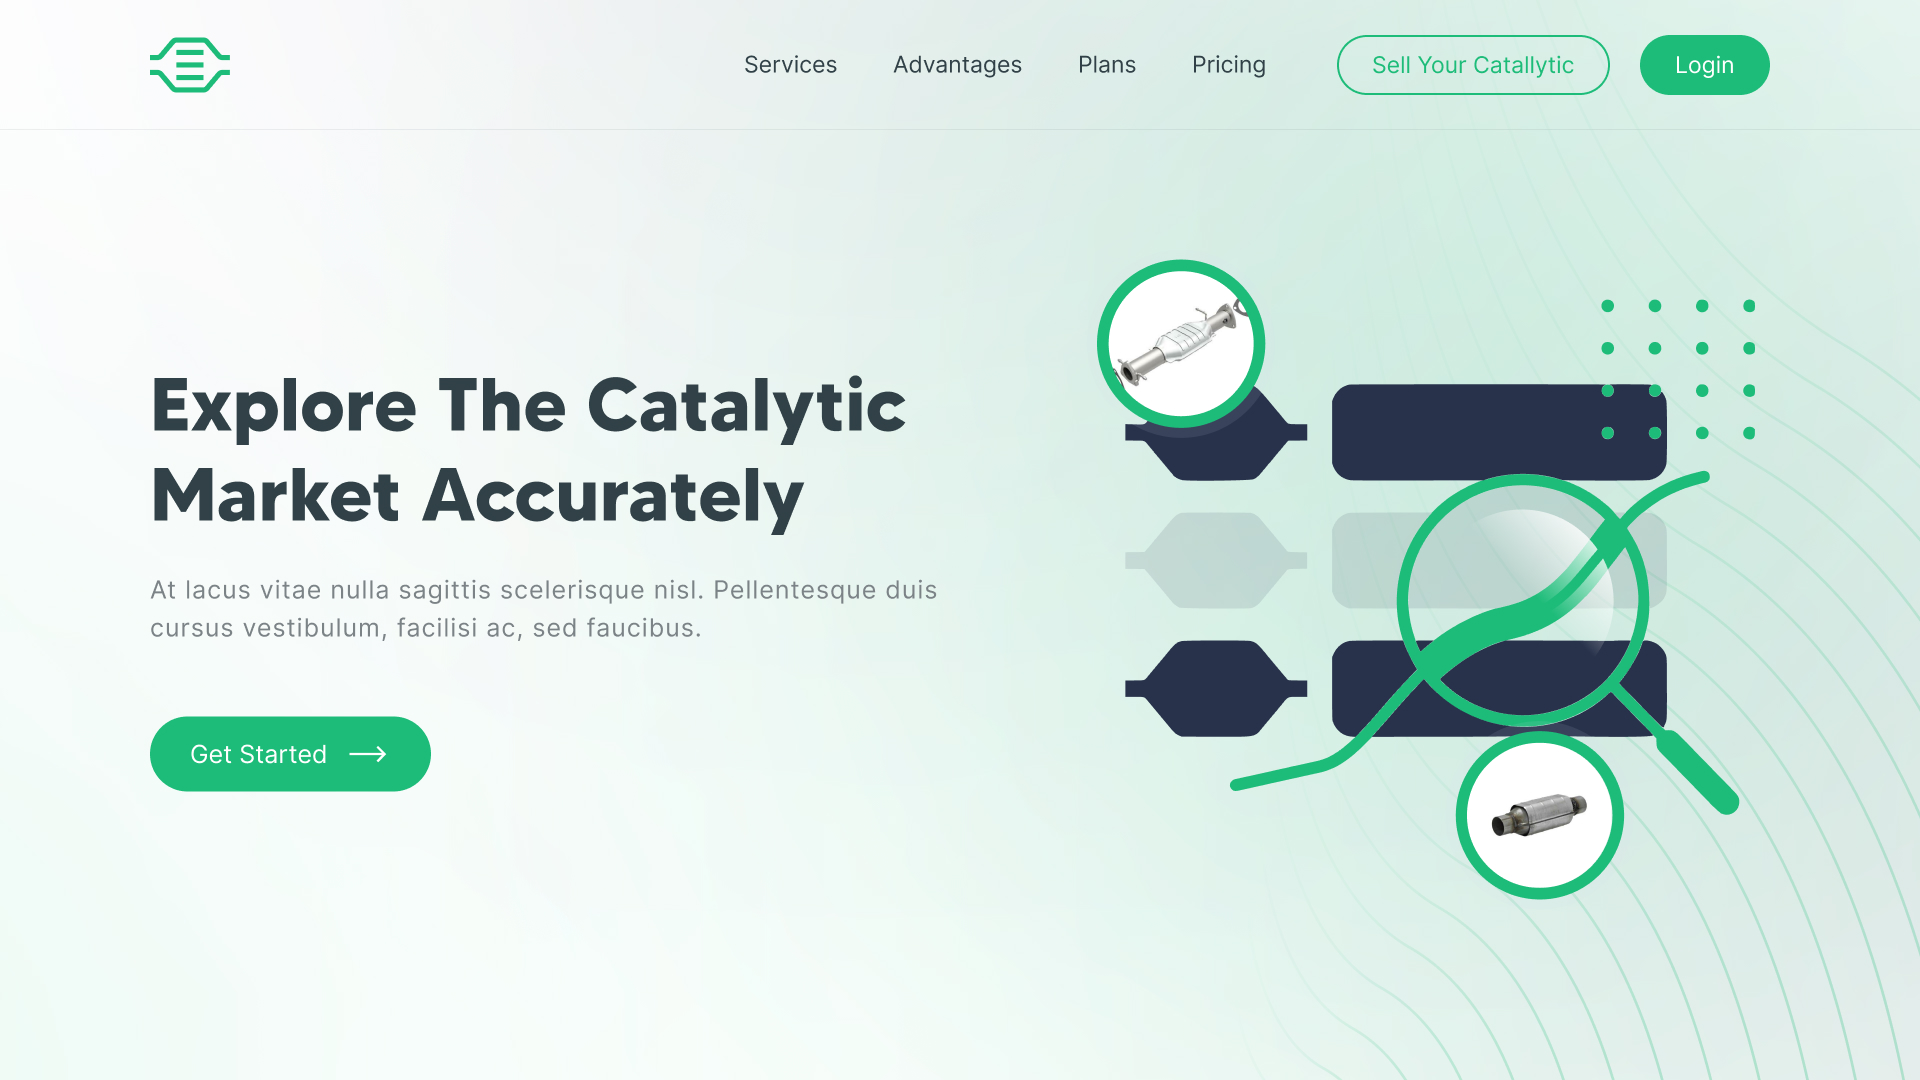 Services
Advantages
Plans
Pricing
Sell Your Catallytic
Login
Explore The Catalytic
Market Accurately
At lacus vitae nulla sagittis scelerisque nisl. Pellentesque duis
cursus vestibulum, facilisi ac, sed faucibus.
Get Started